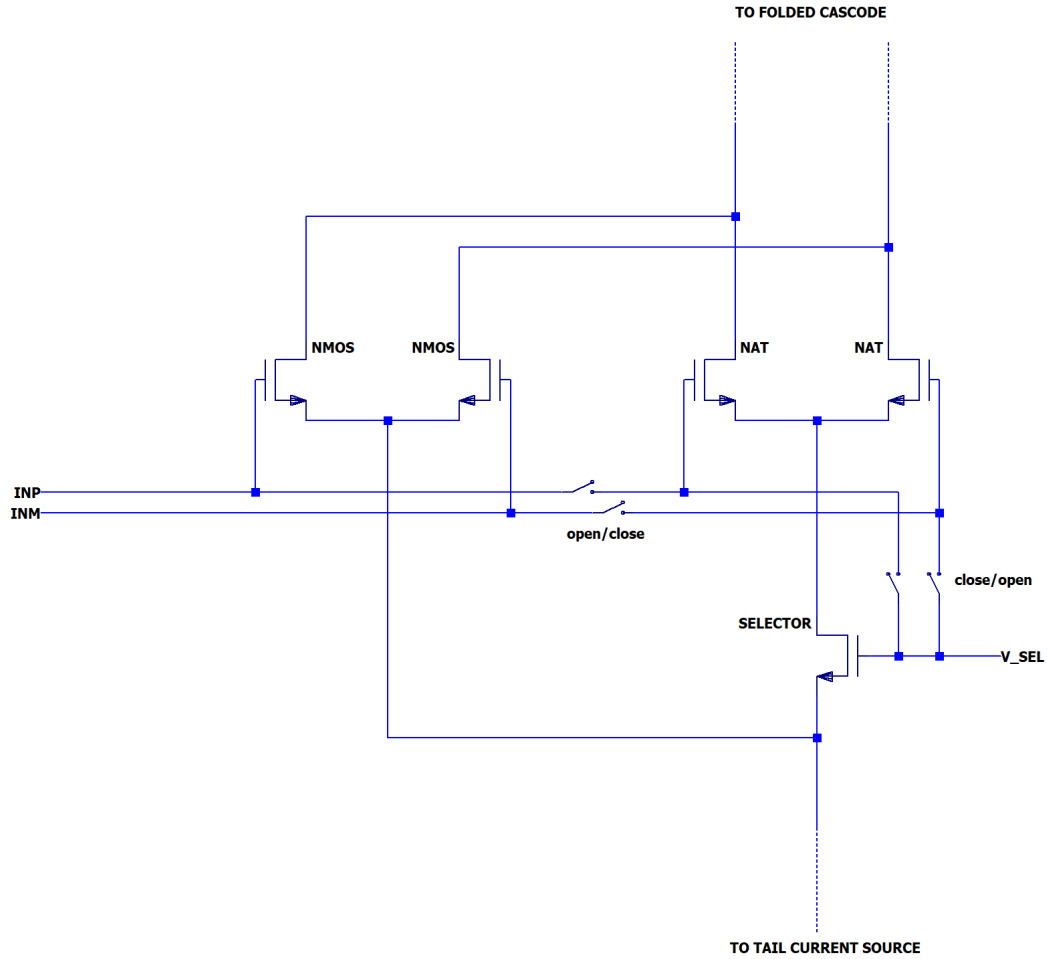 TO FOLDED CASCODE
NMOS
NMOS
NAT
NAT
INP
INM
open/close
close/open
SELECTOR
V_SEL
TO TAIL CURRENT SOURCE